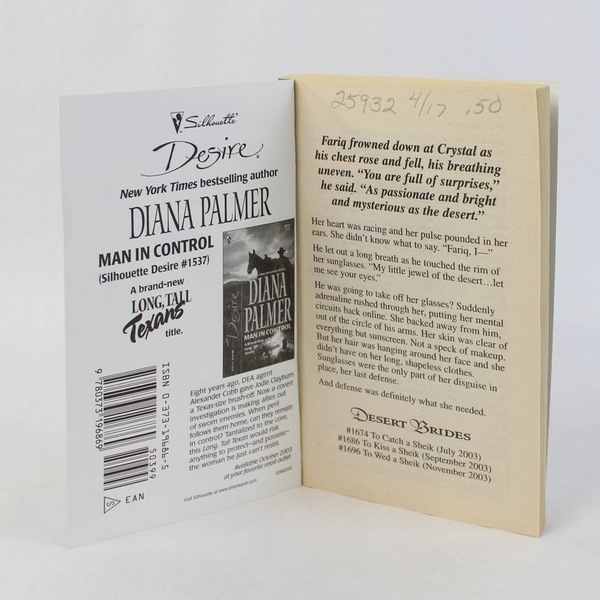 Silhouette®
Desire®
New York Times bestselling author
DIANA PALMER
MAN IN CONTROL
(Silhouette Desire #1537)
A brand-new
LONG, TALL
Texans
title.
Desire
DIANA
PALMER
MAN IN CONTROL
Eight years ago, DEA agent
Alexander Cobb gave Jodie Clayburn
a Texas-size brush-off. Now a covert
investigation is making allies out
of sworn enemies. When peril
follows them home, can they remain
in control? Tantalized to the core,
this Long, Tall Texan would risk
anything to protect—and possess—
the woman he just can't resist.
Available October 2003
at your favorite retail outlet.
Visit Silhouette at www.eHarlequin.com
ISBN 0-373-19686-5
50399
9 780373 196869
S EAN
25932 4/17 .50
Fariq frowned down at Crystal as
his chest rose and fell, his breathing
uneven. "You are full of surprises,"
he said. "As passionate and bright
and mysterious as the desert."
Her heart was racing and her pulse pounded in her
ears. She didn't know what to say. "Fariq, I—"
He let out a long breath as he touched the rim of
her sunglasses. "My little jewel of the desert…let
me see your eyes."
He was going to take off her glasses? Suddenly
adrenaline rushed through her, putting her mental
circuits back online. She backed away from him,
out of the circle of his arms. Her skin was clear of
everything but sunscreen. Not a speck of makeup.
But her hair was hanging around her face and she
didn't have on her long, shapeless clothes.
Sunglasses were the only part of her disguise in
place, her last defense.
And defense was definitely what she needed.
DESERT BRIDES
#1674 To Catch a Sheik (July 2003)
#1686 To Kiss a Sheik (September 2003)
#1696 To Wed a Sheik (November 2003)